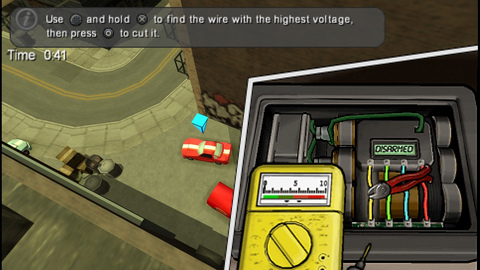 Use and hold to find the wire with the highest voltage,
then press to cut it.
Time 0:41
0 5 10
DISARMED